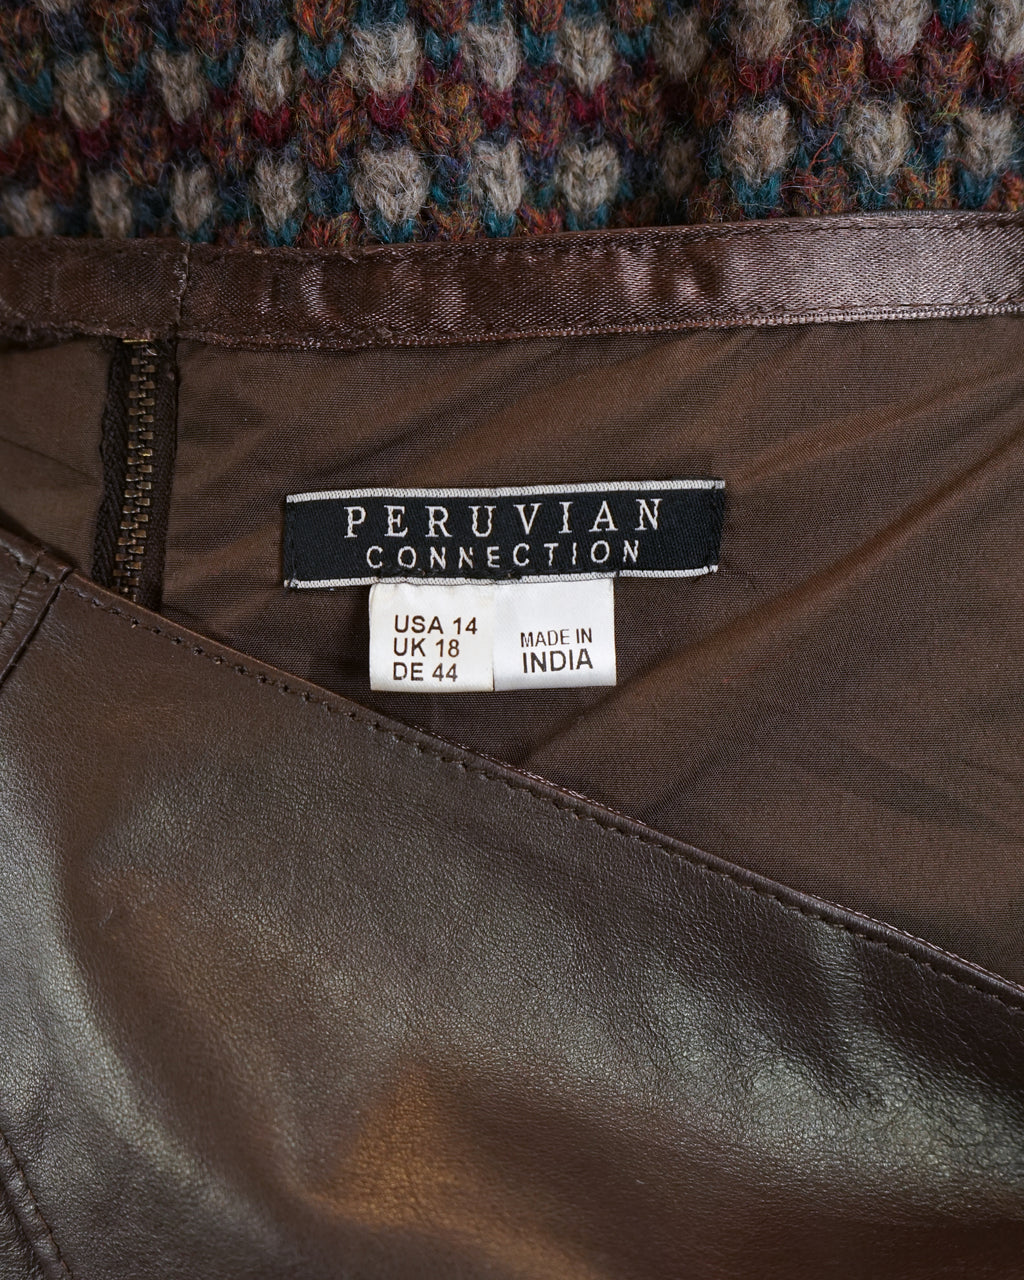 PERUVIAN
CONNECTION
USA 14
UK 18
DE 44
MADE IN
INDIA